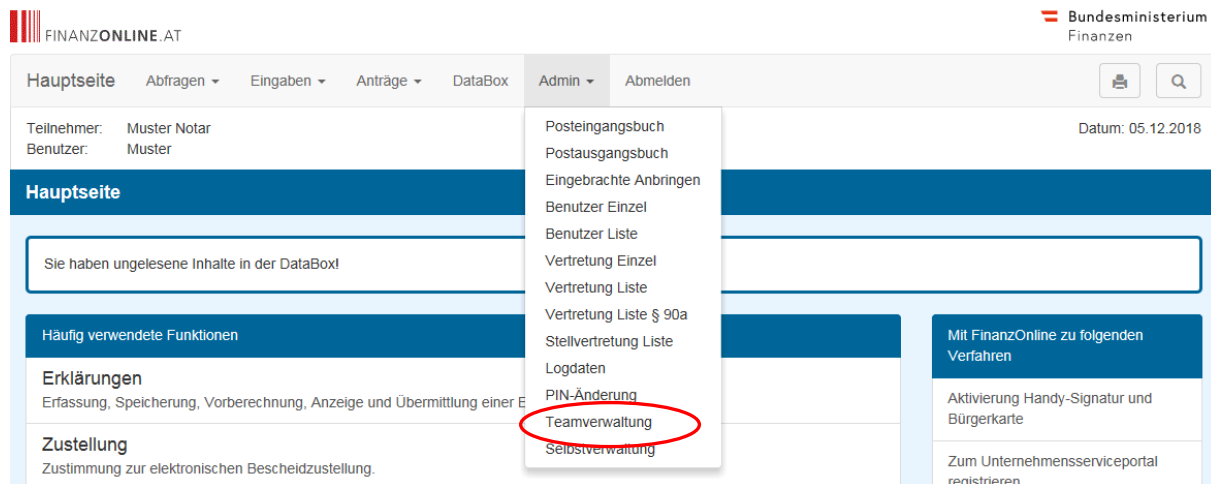 FINANZONLINE.AT
Bundesministerium
Finanzen
Hauptseite Abfragen Eingaben Anträge DataBox Admin Abmelden
Teilnehmer: Muster Notar
Datum: 05.12.2018
Benutzer: Muster
Posteingangsbuch
Postausgangsbuch
Eingebrachte Anbringen
Benutzer Einzel
Benutzer Liste
Vertretung Einzel
Vertretung Liste
Vertretung Liste § 90a
Stellvertretung Liste
Logdaten
PIN-Änderung
Teamverwaltung
Selbstverwaltung
Hauptseite
Sie haben ungelesene Inhalte in der DataBox!
Häufig verwendete Funktionen
Erklärungen
Erfassung, Speicherung, Vorberechnung, Anzeige und Übermittlung einer E
Zustellung
Zustimmung zur elektronischen Bescheidzustellung.
Mit FinanzOnline zu folgenden
Verfahren
Aktivierung Handy-Signatur und
Bürgerkarte
Zum Unternehmensserviceportal
registrieren